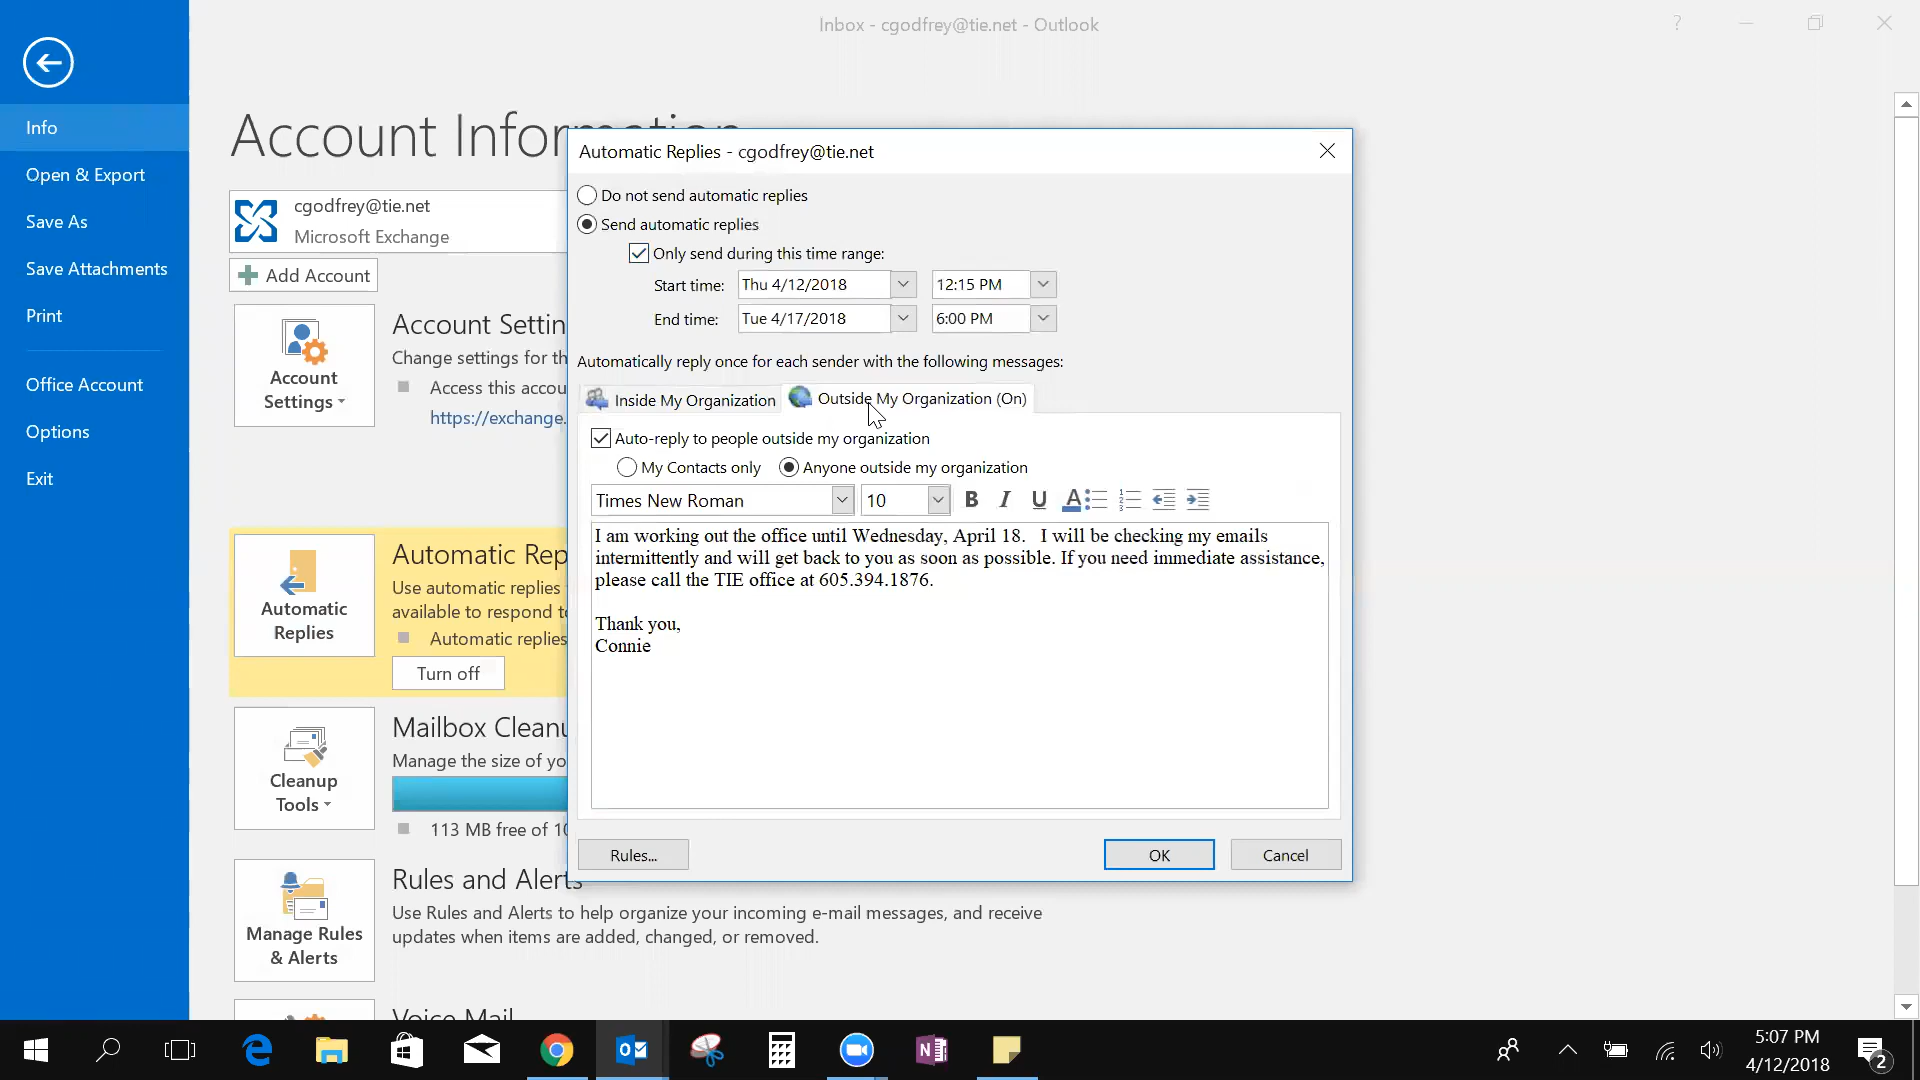 Inbox - cgodfrey@tie.net - Outlook
?
Info
Open & Export
Save As
Save Attachments
Print
Office Account
Options
Exit
Account Information
cgodfrey@tie.net
Microsoft Exchange
Add Account
Account
Settings
Account Settin
Change settings for th
Access this accou
https://exchange.
Automatic
Replies
Automatic Rep
Use automatic replies
available to respond to
Automatic replies
Turn off
Cleanup
Tools
Mailbox Cleanu
Manage the size of yo
113 MB free of 10
Manage Rules
& Alerts
Rules and Alerts
Use Rules and Alerts to help organize your incoming e-mail messages, and receive
updates when items are added, changed, or removed.
Voice Mail
Automatic Replies - cgodfrey@tie.net
Do not send automatic replies
Send automatic replies
Only send during this time range:
Start time: Thu 4/12/2018 12:15 PM
End time: Tue 4/17/2018 6:00 PM
Automatically reply once for each sender with the following messages:
Inside My Organization
Outside My Organization (On)
Auto-reply to people outside my organization
My Contacts only
Anyone outside my organization
Times New Roman 10 B I U A
I am working out the office until Wednesday, April 18.   I will be checking my emails
intermittently and will get back to you as soon as possible. If you need immediate assistance,
please call the TIE office at 605.394.1876.
Thank you,
Connie
Rules...
OK
Cancel
5:07 PM
4/12/2018
2